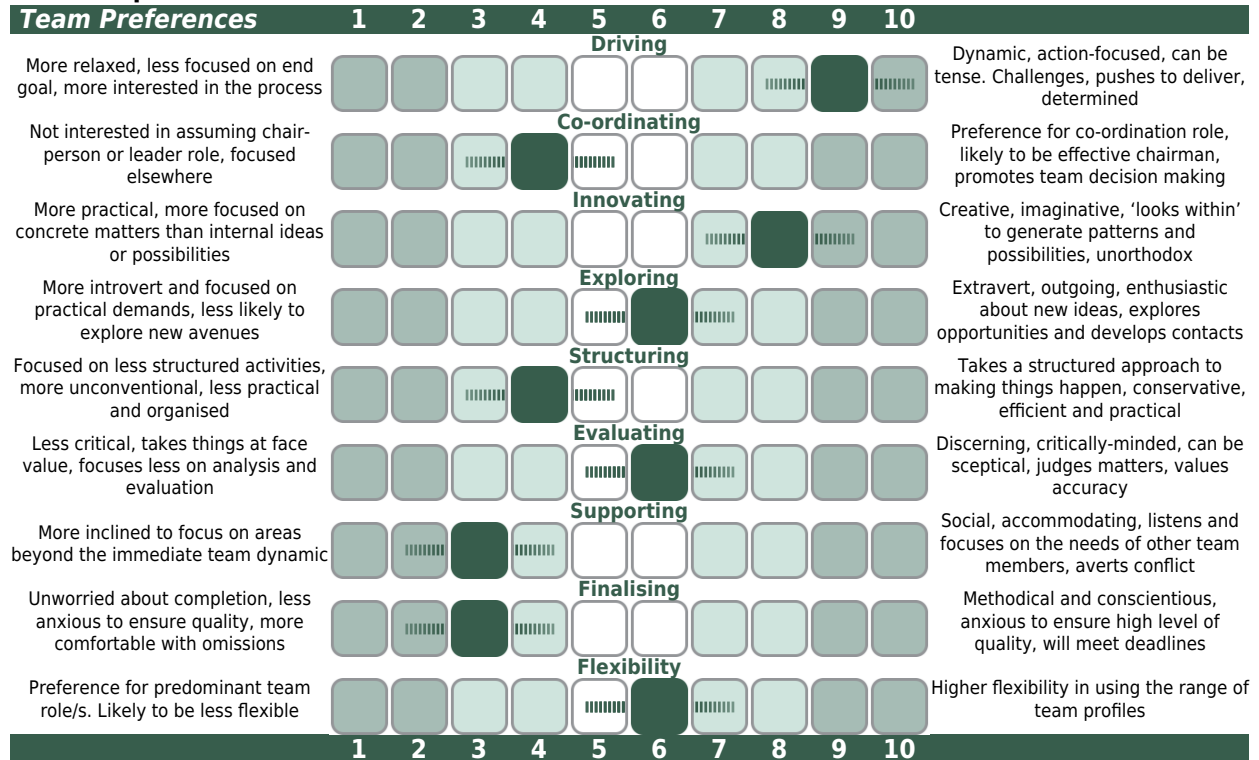 Team Preferences 1 2 3 4 5 6 7 8 9 10
Driving
More relaxed, less focused on end
goal, more interested in the process
Dynamic, action-focused, can be
tense. Challenges, pushes to deliver,
determined
Co-ordinating
Not interested in assuming chair-
person or leader role, focused
elsewhere
Preference for co-ordination role,
likely to be effective chairman,
promotes team decision making
Innovating
More practical, more focused on
concrete matters than internal ideas
or possibilities
Creative, imaginative, ‘looks within’
to generate patterns and
possibilities, unorthodox
Exploring
More introvert and focused on
practical demands, less likely to
explore new avenues
Extravert, outgoing, enthusiastic
about new ideas, explores
opportunities and develops contacts
Structuring
Focused on less structured activities,
more unconventional, less practical
and organised
Takes a structured approach to
making things happen, conservative,
efficient and practical
Evaluating
Less critical, takes things at face
value, focuses less on analysis and
evaluation
Discerning, critically-minded, can be
sceptical, judges matters, values
accuracy
Supporting
More inclined to focus on areas
beyond the immediate team dynamic
Social, accommodating, listens and
focuses on the needs of other team
members, averts conflict
Finalising
Unworried about completion, less
anxious to ensure quality, more
comfortable with omissions
Methodical and conscientious,
anxious to ensure high level of
quality, will meet deadlines
Flexibility
Preference for predominant team
role/s. Likely to be less flexible
Higher flexibility in using the range of
team profiles
1 2 3 4 5 6 7 8 9 10